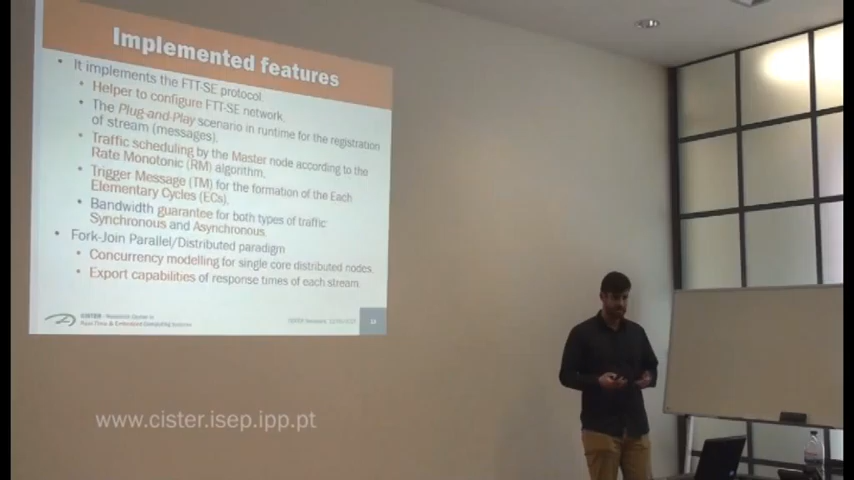 Implemented features
• It implements the FTT-SE protocol.
• Helper to configure FTT-SE network.
• The Plug-and-Play scenario in runtime for the registration
of stream (messages).
• Traffic scheduling by the Master node according to the
Rate Monotonic (RM) algorithm.
• Trigger Message (TM) for the formation of the Each
Elementary Cycles (ECs).
• Bandwidth guarantee for both types of traffic
Synchronous and Asynchronous.
• Fork-Join Parallel/Distributed paradigm
• Concurrency modelling for single core distributed nodes.
• Export capabilities of response times of each stream.
CISTER - Research Center in
Real-Time & Embedded Computing Systems
www.cister.isep.ipp.pt